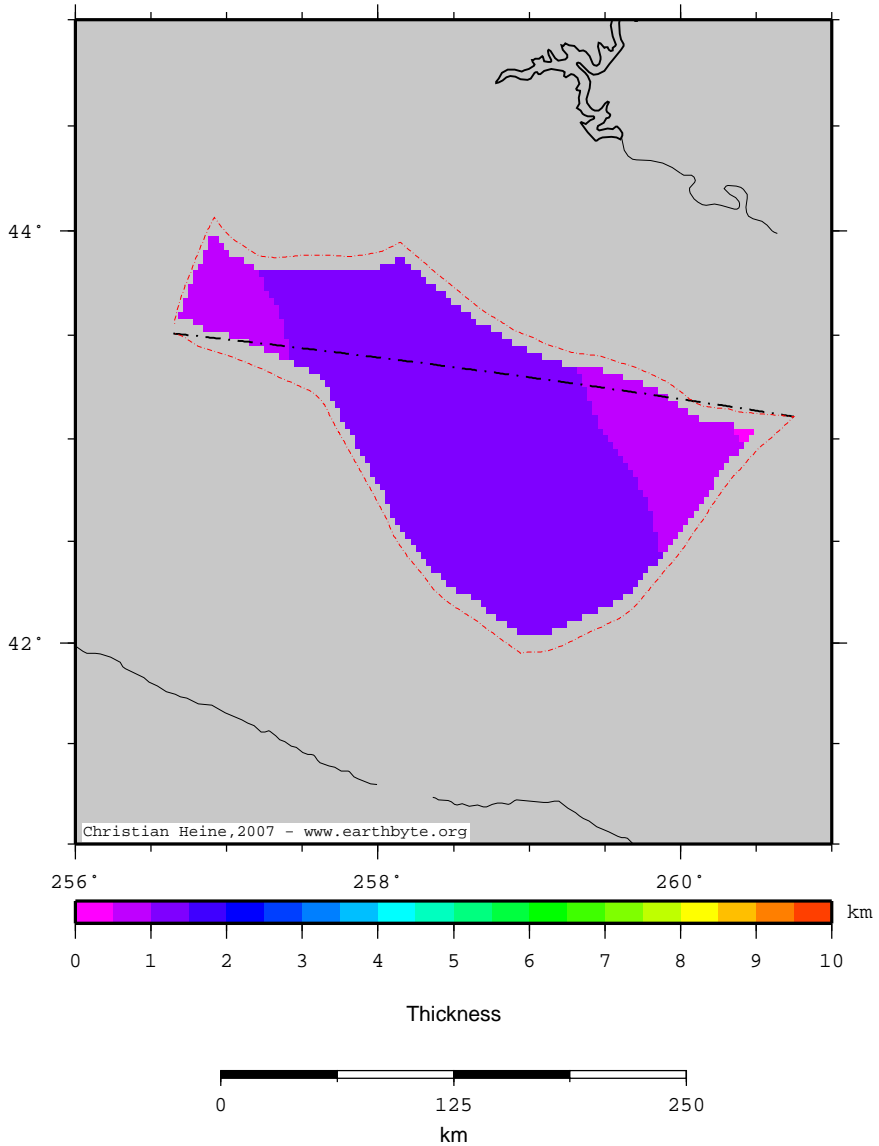 44°
42°
Christian Heine,2007 - www.earthbyte.org
256° 258° 260°
km
0 1 2 3 4 5 6 7 8 9 10
Thickness
0 125 250
km